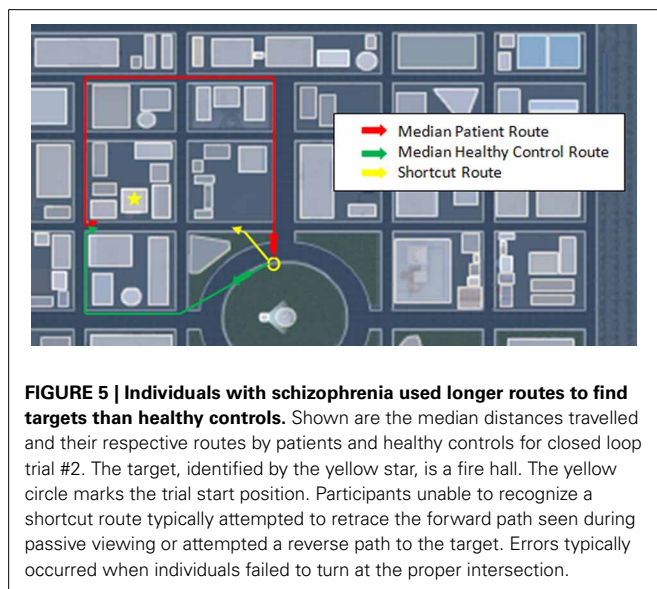 Median Patient Route
Median Healthy Control Route
Shortcut Route
FIGURE 5 | Individuals with schizophrenia used longer routes to find
targets than healthy controls. Shown are the median distances travelled
and their respective routes by patients and healthy controls for closed loop
trial #2. The target, identified by the yellow star, is a fire hall. The yellow
circle marks the trial start position. Participants unable to recognize a
shortcut route typically attempted to retrace the forward path seen during
passive viewing or attempted a reverse path to the target. Errors typically
occurred when individuals failed to turn at the proper intersection.